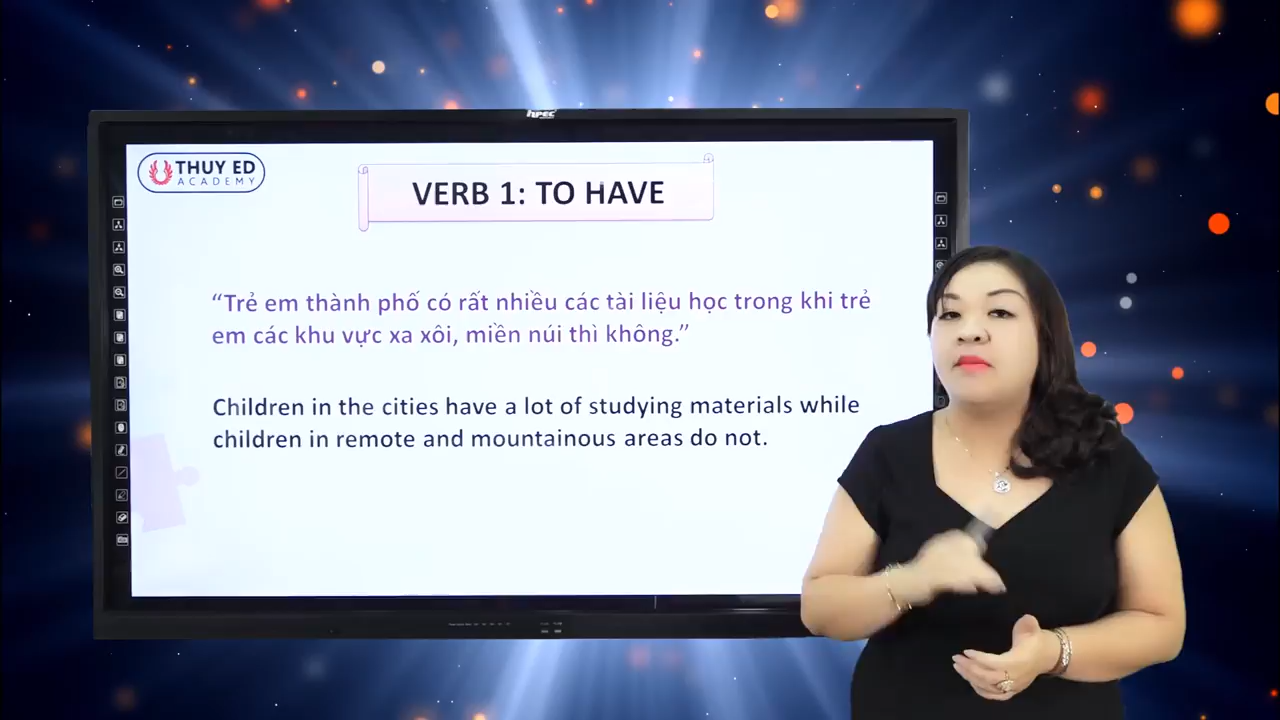 HPEC
THUY ED
ACADEMY
VERB 1: TO HAVE
“Trẻ em thành phố có rất nhiều các tài liệu học trong khi trẻ
em các khu vực xa xôi, miền núi thì không.”
Children in the cities have a lot of studying materials while
children in remote and mountainous areas do not.